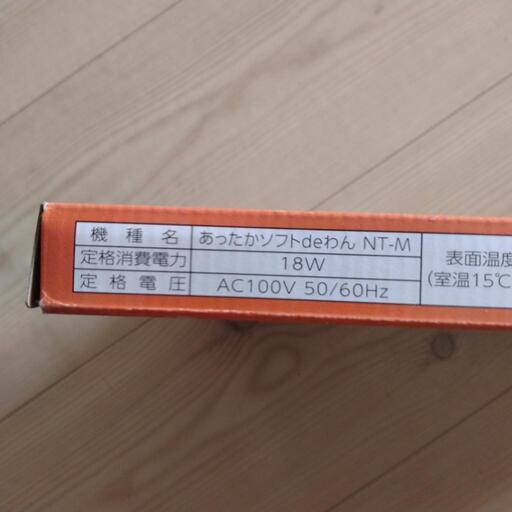 機種名 あったかソフトdeわん NT-M
定格消費電力 18W
定格電圧 AC100V 50/60Hz
表面温度
(室温15℃